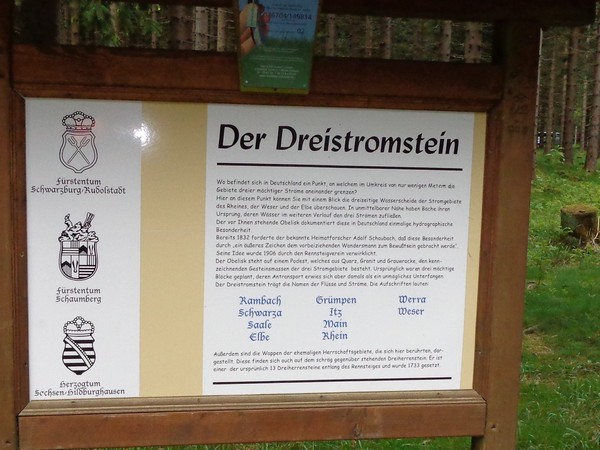 Der Dreistromstein
Wo befindet sich in Deutschland ein Punkt, an welchem im Umkreis von nur wenigen Metern die
Gebiete dreier mächtiger Ströme aneinander grenzen?
Hier an diesem Punkt können Sie mit einem Blick die dreiseitige Wasserscheide der Stromgebiete
des Rheines, der Weser und der Elbe überschauen. In unmittelbarer Nähe haben Bäche ihren
Ursprung, deren Wasser im weiteren Verlauf den drei Strömen zufließen.
Der vor Ihnen stehende Obelisk dokumentiert diese in Deutschland einmalige hydrographische
Besonderheit.
Bereits 1832 forderte der bekannte Heimatforscher Adolf Schaubach, daß diese Besonderheit
durch „ein äußeres Zeichen dem vorbeiziehenden Wandersmann zum Bewußtsein gebracht werde".
Seine Idee wurde 1906 durch den Rennsteigverein verwirklicht.
Der Obelisk steht auf einem Podest, welches aus Quarz, Granit und Grauwacke, den kenn-
zeichnenden Gesteinsmassen der drei Stromgebiete besteht. Ursprünglich waren drei mächtige
Blöcke geplant, deren Antransport erwies sich aber damals als ein unmögliches Unterfangen.
Der Dreistromstein trägt die Namen der Flüsse und Ströme. Die Aufschriften lauten:
Rambach Grümpen Werra
Schwarza Itz Weser
Saale Main
Elbe Rhein
Außerdem sind die Wappen der ehemaligen Herrschaftsgebiete, die sich hier berührten, dar-
gestellt. Diese finden sich auch auf dem schräg gegenüber stehenden Dreiherrenstein. Er ist
einer der ursprünlich 13 Dreiherrensteine entlang des Rennsteiges und wurde 1733 gesetzt.
Fürstentum
Schwarzburg-Rudolstadt
Fürstentum
Schaumberg
Herzogtum
Sachsen-Hildburghausen